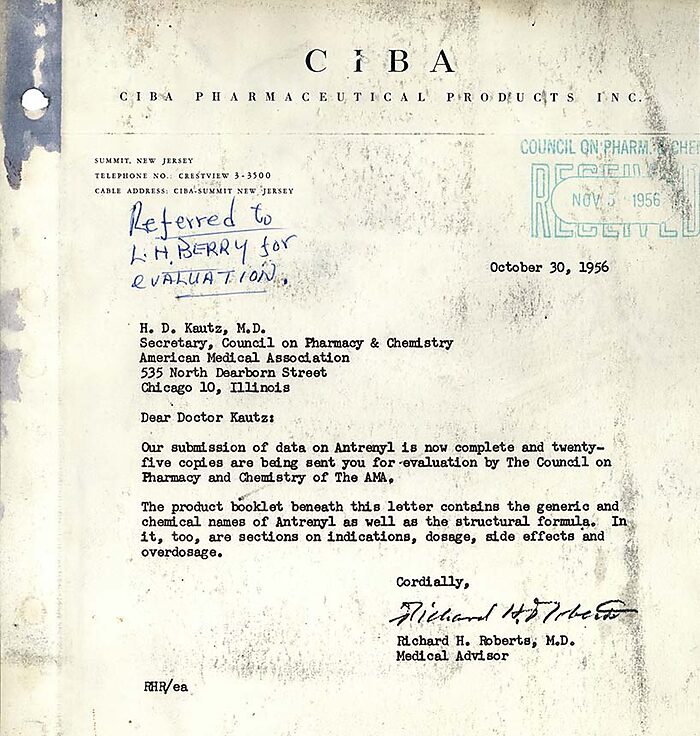 CIBA
CIBA PHARMACEUTICAL PRODUCTS INC.
SUMMIT, NEW JERSEY
TELEPHONE NO.: CRESTVIEW 3-3500
CABLE ADDRESS: CIBA-SUMMIT NEW JERSEY
COUNCIL ON PHARM. & CHE
RECEIVED
NOV 5 1956
Referred to
L.H. BERRY for
EVALUATION.
October 30, 1956
H. D. Kautz, M.D.
Secretary, Council on Pharmacy & Chemistry
American Medical Association
535 North Dearborn Street
Chicago 10, Illinois
Dear Doctor Kautz:
Our submission of data on Antrenyl is now complete and twenty-
five copies are being sent you for evaluation by The Council on
Pharmacy and Chemistry of The AMA.
The product booklet beneath this letter contains the generic and
chemical names of Antrenyl as well as the structural formula. In
it, too, are sections on indications, dosage, side effects and
overdosage.
Cordially,
Richard H. Roberts
Richard H. Roberts, M.D.
Medical Advisor
RHR/ea